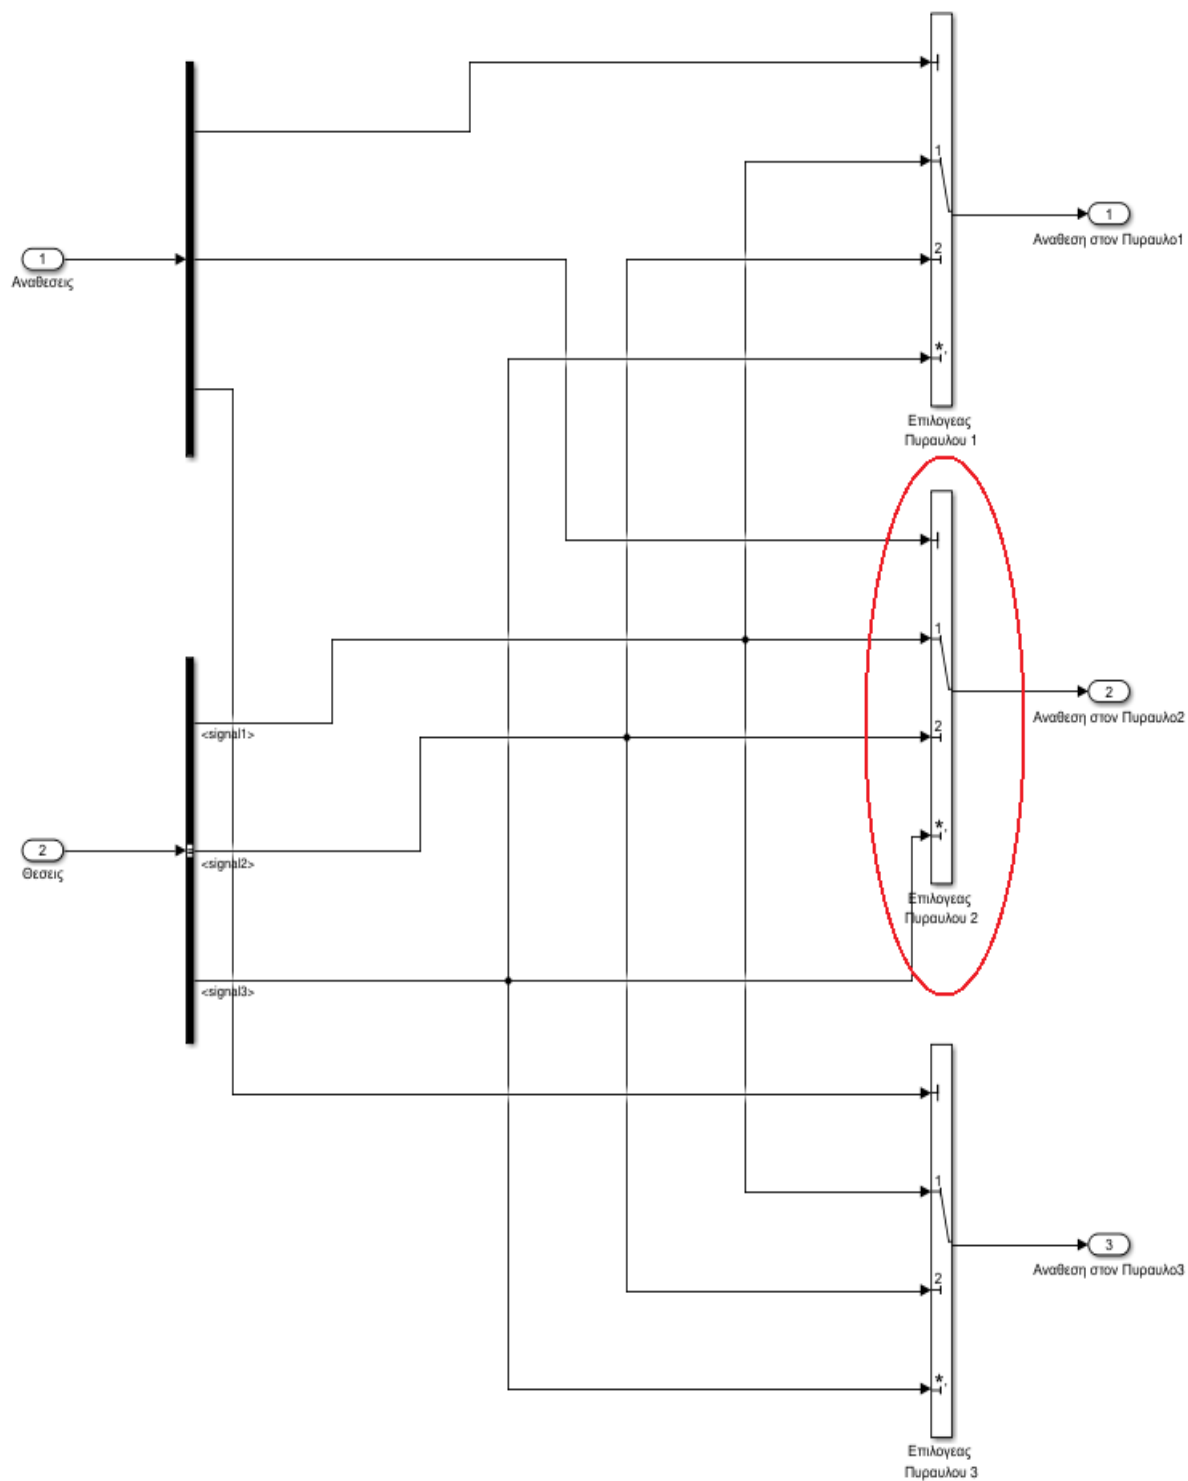 1
Αναθεσεις
2
Θεσεις
<signal1>
<signal2>
<signal3>
1
2
*,
Επιλογεας
Πυραυλου 1
1
Αναθεση στον Πυραυλο1
1
2
*,
Επιλογεας
Πυραυλου 2
2
Αναθεση στον Πυραυλο2
1
2
*,
Επιλογεας
Πυραυλου 3
3
Αναθεση στον Πυραυλο3